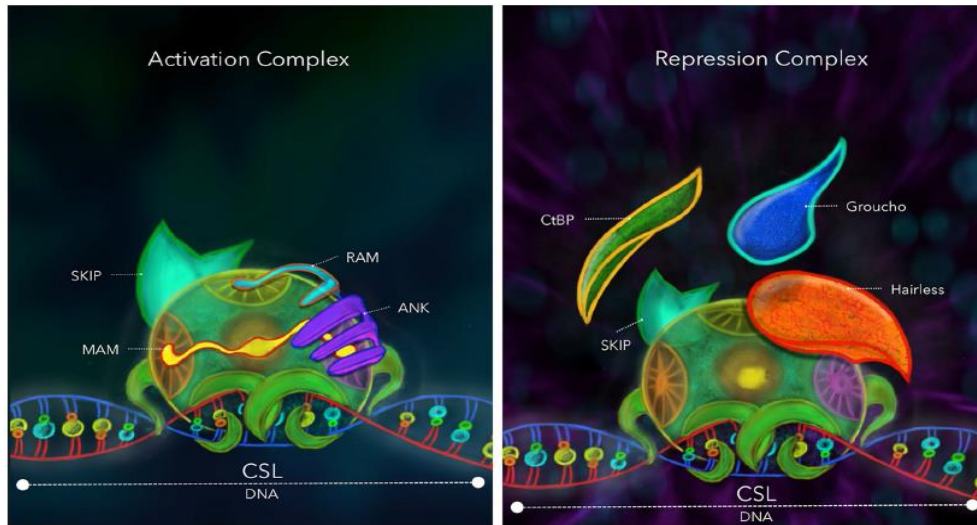 Activation Complex
SKIP
RAM
ANK
MAM
CSL
DNA
Repression Complex
CtBP
Groucho
Hairless
SKIP
CSL
DNA